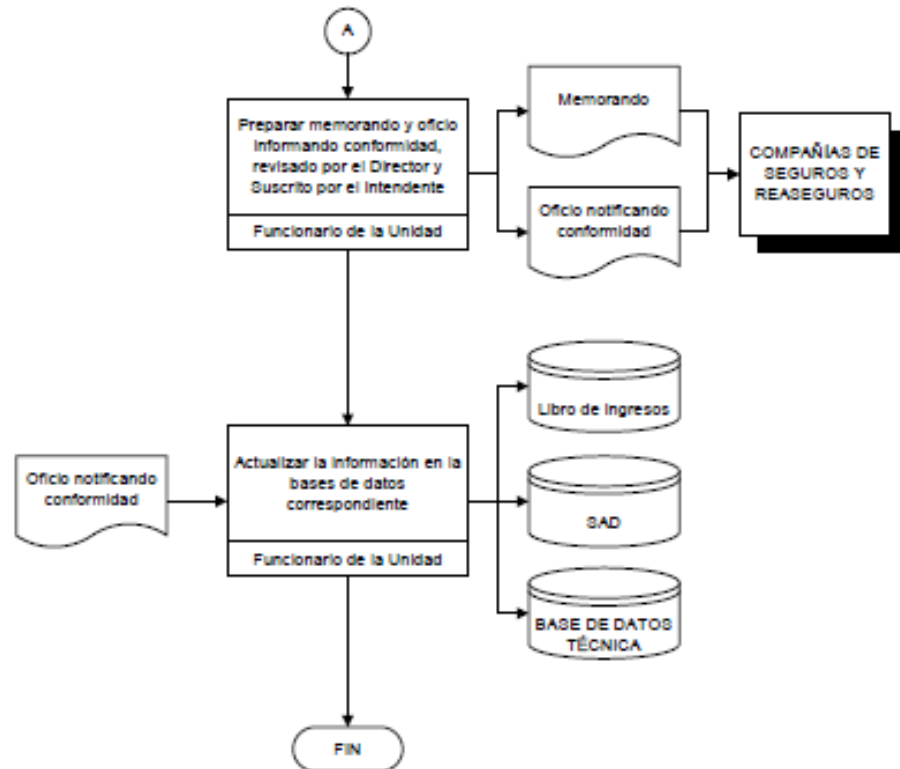 A
Preparar memorando y oficio
informando conformidad,
revisado por el Director y
Suscrito por el Intendente
Funcionario de la Unidad
Memorando
Oficio notificando
conformidad
COMPAÑÍAS DE
SEGUROS Y
REASEGUROS
Oficio notificando
conformidad
Actualizar la información en la
bases de datos
correspondiente
Funcionario de la Unidad
Libro de Ingresos
SAD
BASE DE DATOS
TÉCNICA
FIN